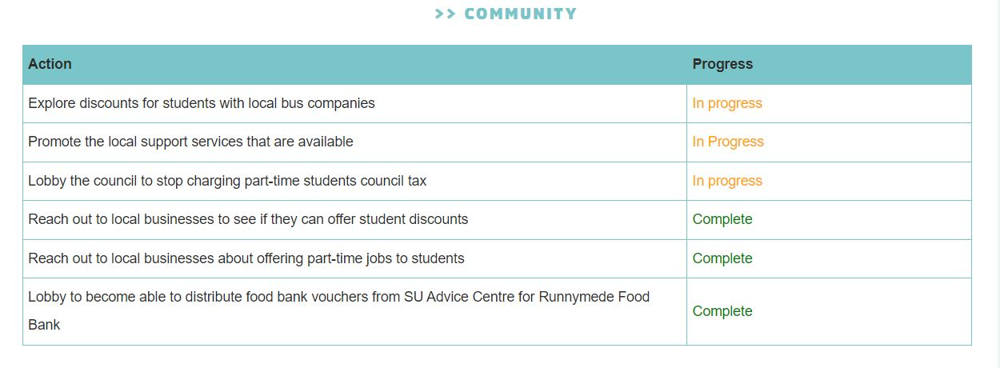 >> COMMUNITY
Action Progress
Explore discounts for students with local bus companies In progress
Promote the local support services that are available In Progress
Lobby the council to stop charging part-time students council tax In progress
Reach out to local businesses to see if they can offer student discounts Complete
Reach out to local businesses about offering part-time jobs to students Complete
Lobby to become able to distribute food bank vouchers from SU Advice Centre for Runnymede Food
Bank
Complete